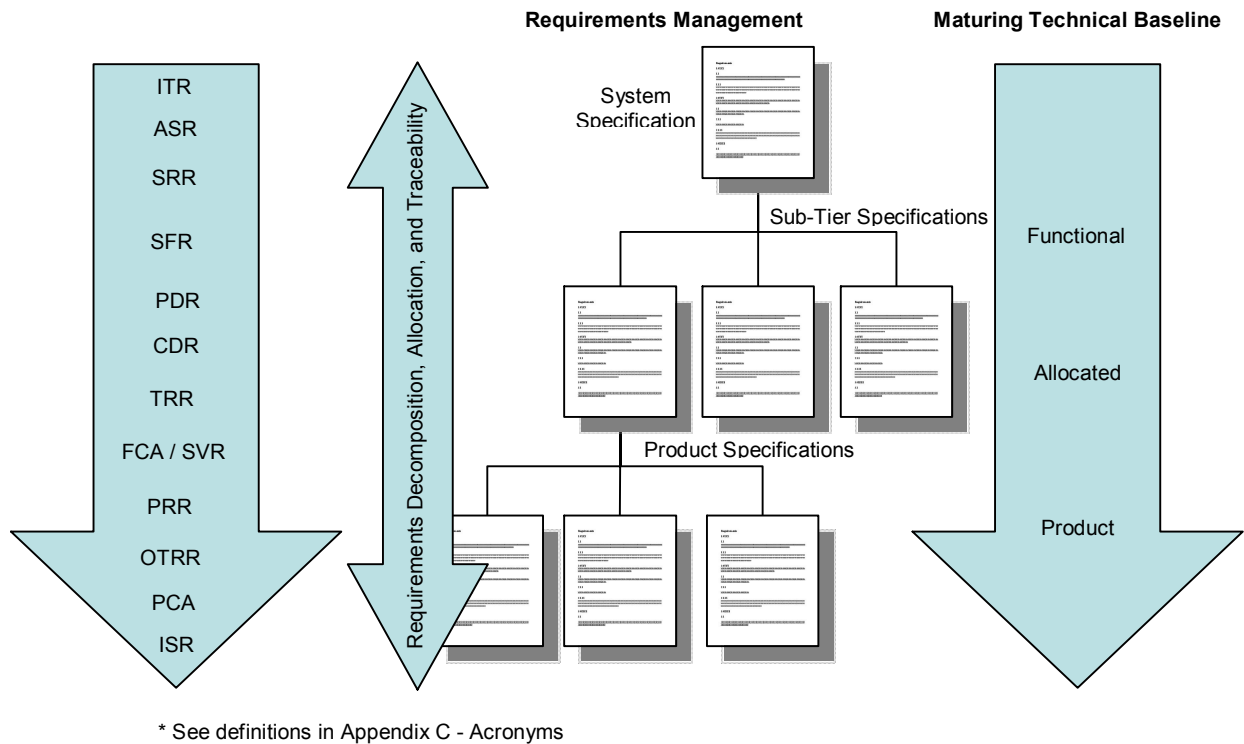 Requirements Management
Maturing Technical Baseline
ITR
ASR
SRR
SFR
PDR
CDR
TRR
FCA / SVR
PRR
OTRR
PCA
ISR
Requirements Decomposition, Allocation, and Traceability
System
Specification
Sub-Tier Specifications
Product Specifications
Functional
Allocated
Product
* See definitions in Appendix C - Acronyms